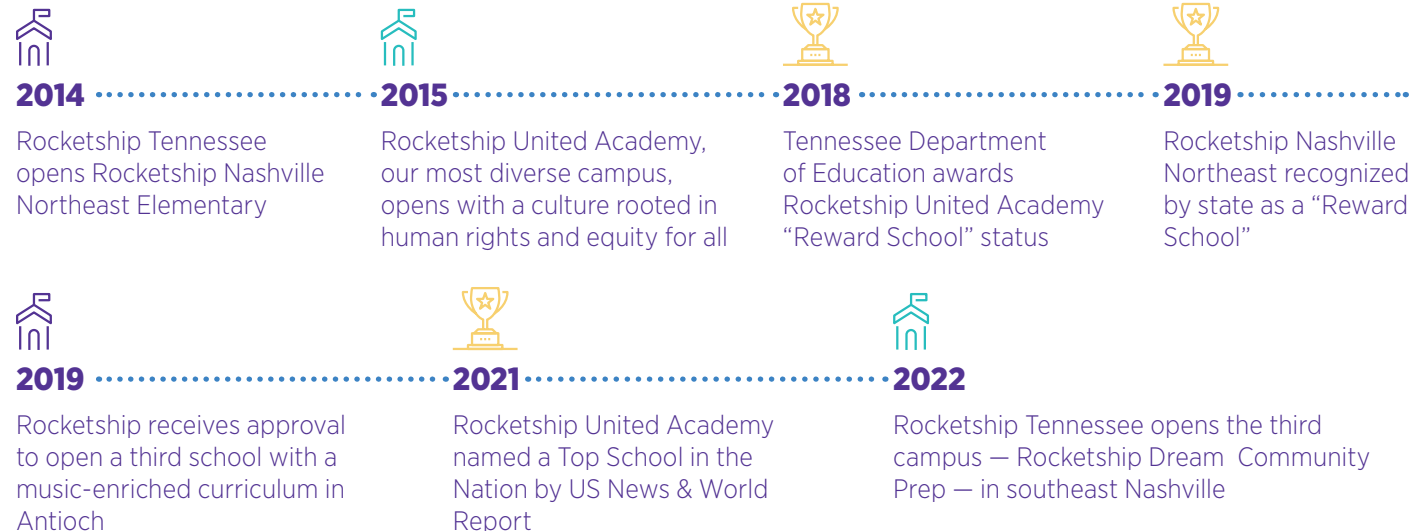 2014
Rocketship Tennessee
opens Rocketship Nashville
Northeast Elementary
2015
Rocketship United Academy,
our most diverse campus,
opens with a culture rooted in
human rights and equity for all
2018
Tennessee Department
of Education awards
Rocketship United Academy
“Reward School” status
2019
Rocketship Nashville
Northeast recognized
by state as a “Reward
School”
2019
Rocketship receives approval
to open a third school with a
music-enriched curriculum in
Antioch
2021
Rocketship United Academy
named a Top School in the
Nation by US News & World
Report
2022
Rocketship Tennessee opens the third
campus — Rocketship Dream  Community
Prep — in southeast Nashville